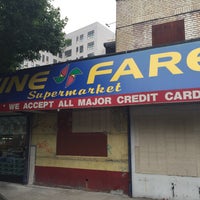 INE FARE
Supermarket
WE ACCEPT ALL MAJOR CREDIT CARD